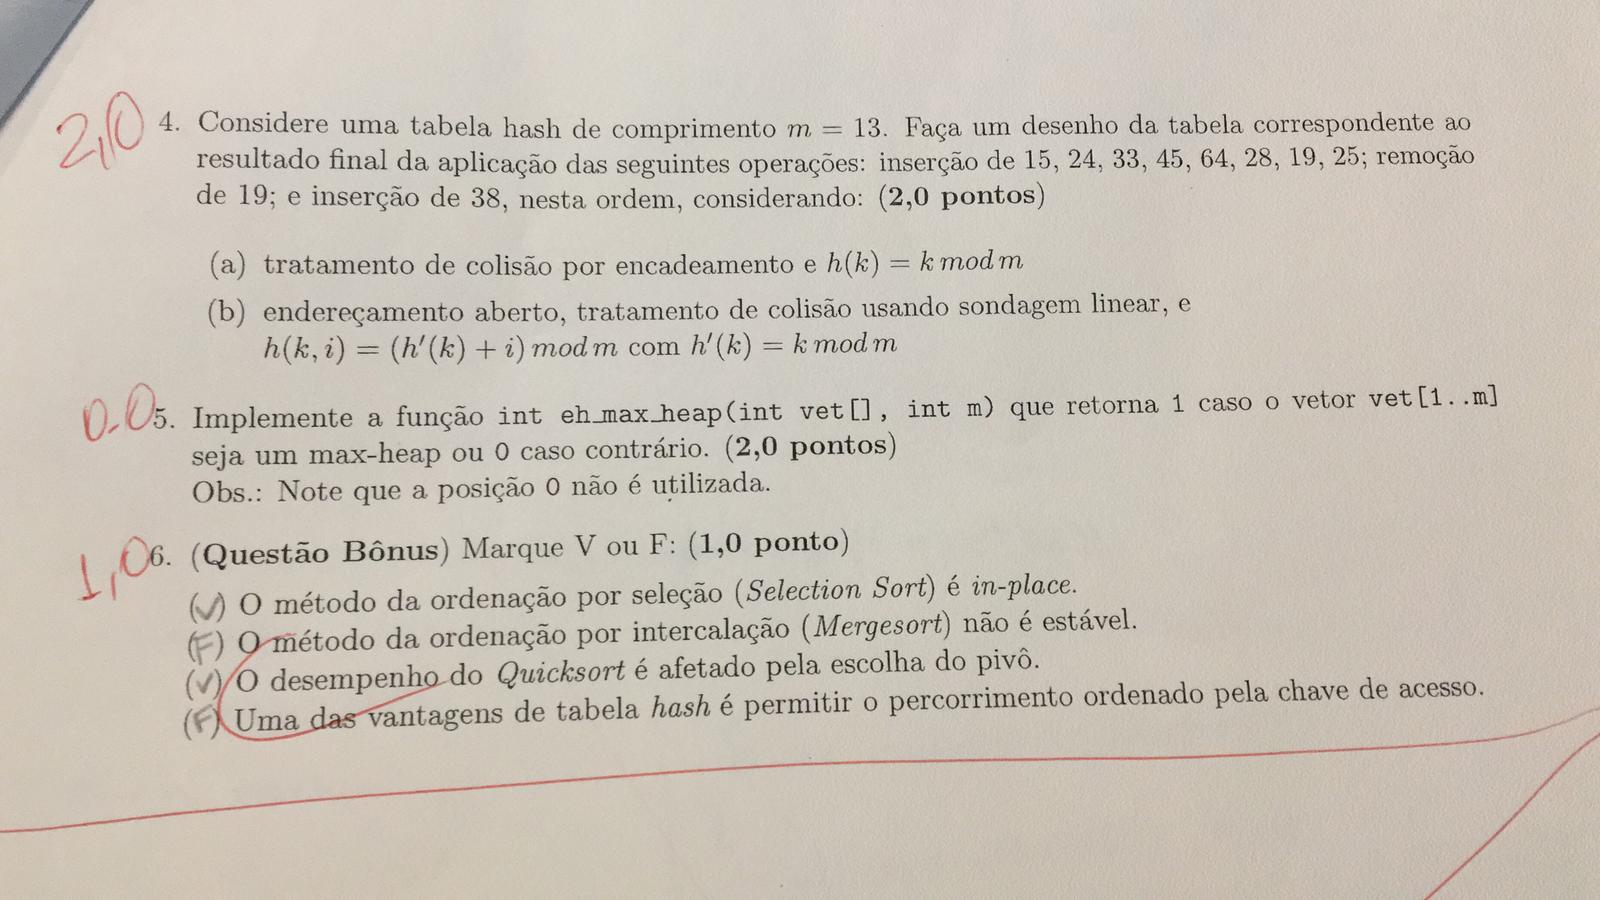 2,0 4. Considere uma tabela hash de comprimento m = 13. Faça um desenho da tabela correspondente ao
resultado final da aplicação das seguintes operações: inserção de 15, 24, 33, 45, 64, 28, 19, 25; remoção
de 19; e inserção de 38, nesta ordem, considerando: (2,0 pontos)
(a) tratamento de colisão por encadeamento e h(k) = k mod m
(b) endereçamento aberto, tratamento de colisão usando sondagem linear, e
h(k, i) = (h′(k) + i) mod m com h′(k) = k mod m
0.0 5. Implemente a função int eh_max_heap(int vet[], int m) que retorna 1 caso o vetor vet[1..m]
seja um max-heap ou 0 caso contrário. (2,0 pontos)
Obs.: Note que a posição 0 não é utilizada.
1,0 6. (Questão Bônus) Marque V ou F: (1,0 ponto)
(V) O método da ordenação por seleção (Selection Sort) é in-place.
(F) O método da ordenação por intercalação (Mergesort) não é estável.
(V) O desempenho do Quicksort é afetado pela escolha do pivô.
(F) Uma das vantagens de tabela hash é permitir o percorrimento ordenado pela chave de acesso.